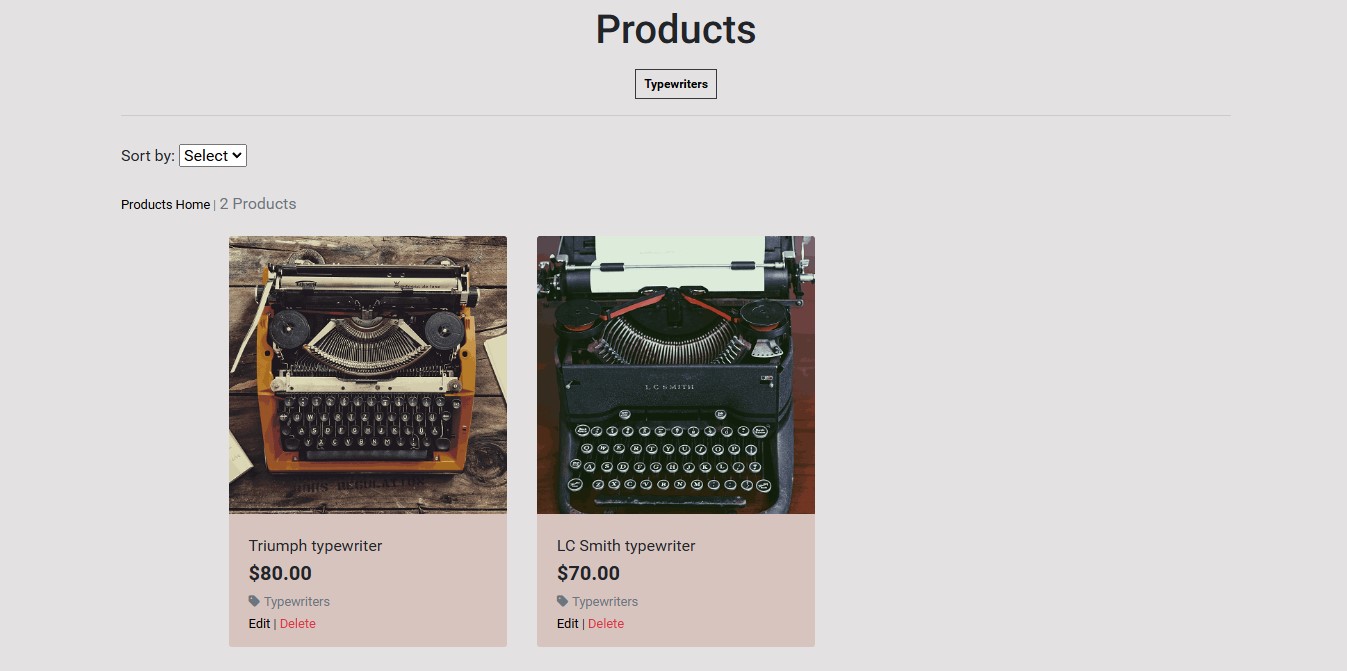 Products
Typewriters
Sort by: Select
Products Home | 2 Products
LC SMITH
Triumph typewriter
$80.00
Typewriters
Edit | Delete
LC Smith typewriter
$70.00
Typewriters
Edit | Delete